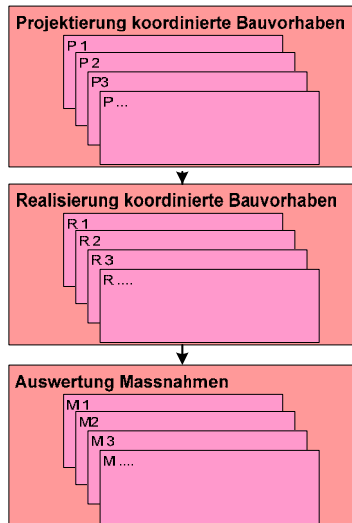 Projektierung koordinierte Bauvorhaben
P 1
P 2
P3
P ...
Realisierung koordinierte Bauvorhaben
R 1
R 2
R 3
R ....
Auswertung Massnahmen
M 1
M2
M 3
M ....